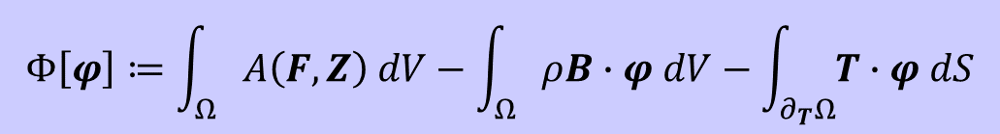 Φ[𝝋] ≔ ∫_Ω A(𝑭, 𝒁) dV − ∫_Ω ρ𝑩 · 𝝋 dV − ∫_{∂_𝑻Ω} 𝑻 · 𝝋 dS